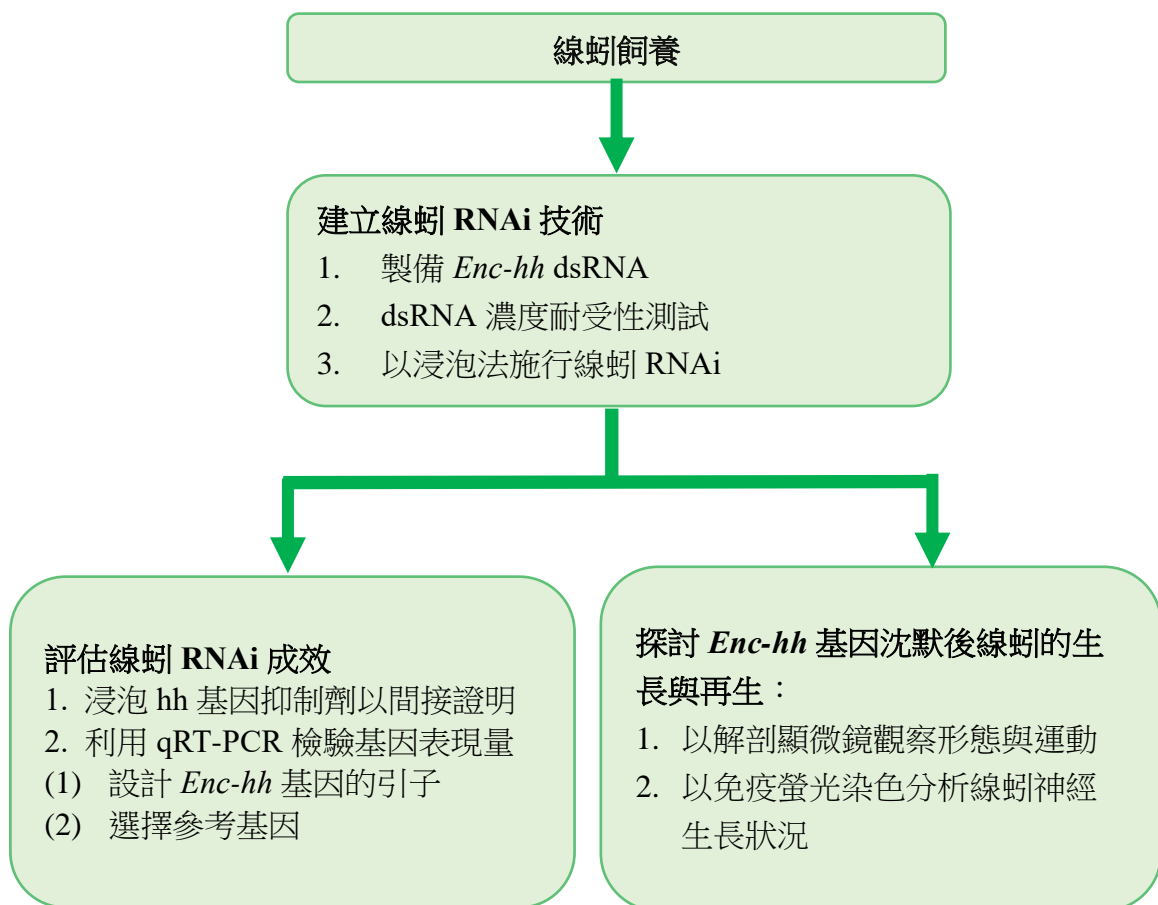 線蚓飼養
建立線蚓 RNAi 技術
1. 製備 Enc-hh dsRNA
2. dsRNA 濃度耐受性測試
3. 以浸泡法施行線蚓 RNAi
評估線蚓 RNAi 成效
1. 浸泡 hh 基因抑制劑以間接證明
2. 利用 qRT-PCR 檢驗基因表現量
(1) 設計 Enc-hh 基因的引子
(2) 選擇參考基因
探討 Enc-hh 基因沉默後線蚓的生
長與再生：
1. 以解剖顯微鏡觀察形態與運動
2. 以免疫螢光染色分析線蚓神經
生長狀況